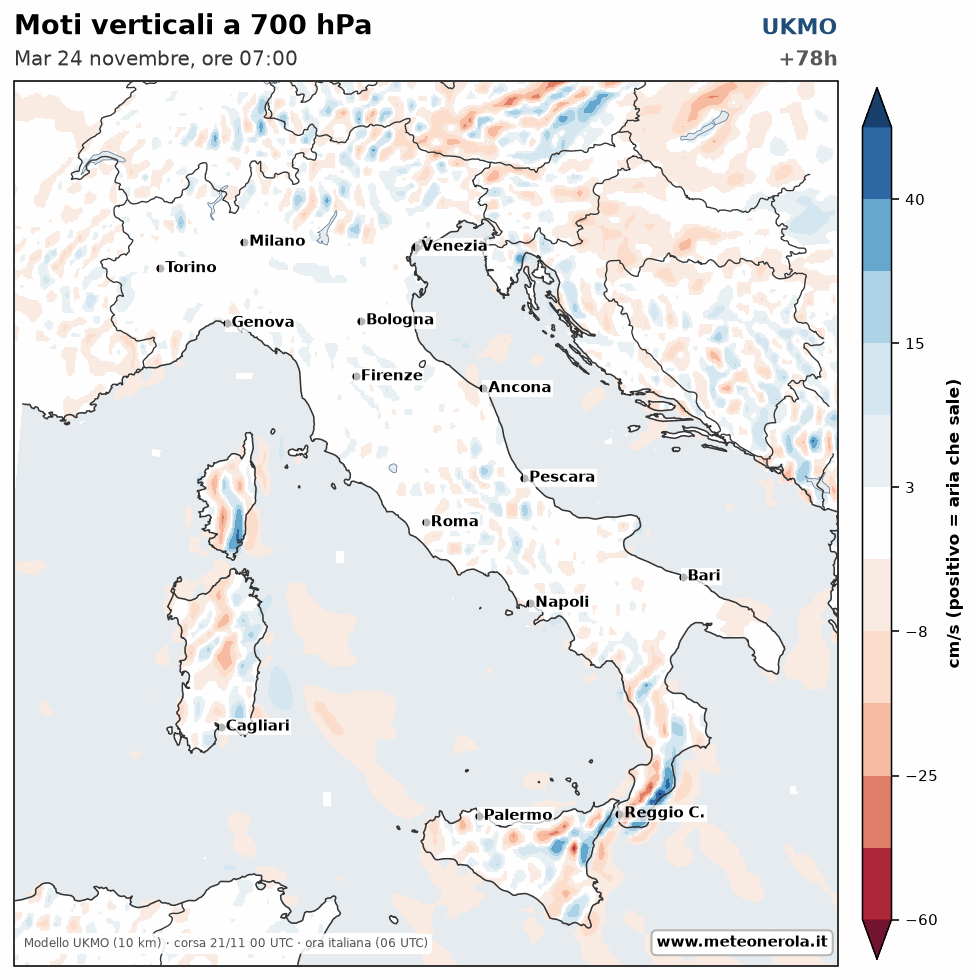 Moti verticali a 700 hPa
UKMO
Mar 24 novembre, ore 07:00
+78h
Milano
Venezia
Torino
Genova
Bologna
Firenze
Ancona
Pescara
Roma
Bari
Napoli
Cagliari
Palermo
Reggio C.
40
15
3
−8
−25
−60
cm/s (positivo = aria che sale)
Modello UKMO (10 km) · corsa 21/11 00 UTC · ora italiana (06 UTC)
www.meteonerola.it